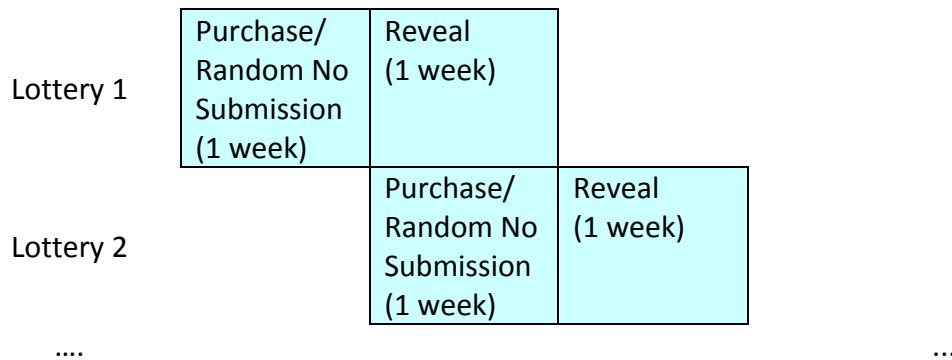 Lottery 1
Purchase/
Random No
Submission
(1 week)
Reveal
(1 week)
Lottery 2
Purchase/
Random No
Submission
(1 week)
Reveal
(1 week)
....
...